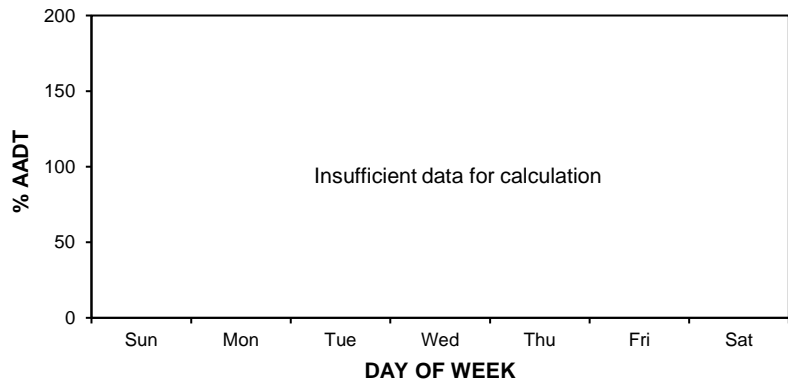 200
150
100
50
0
% AADT
Insufficient data for calculation
Sun Mon Tue Wed Thu Fri Sat
DAY OF WEEK